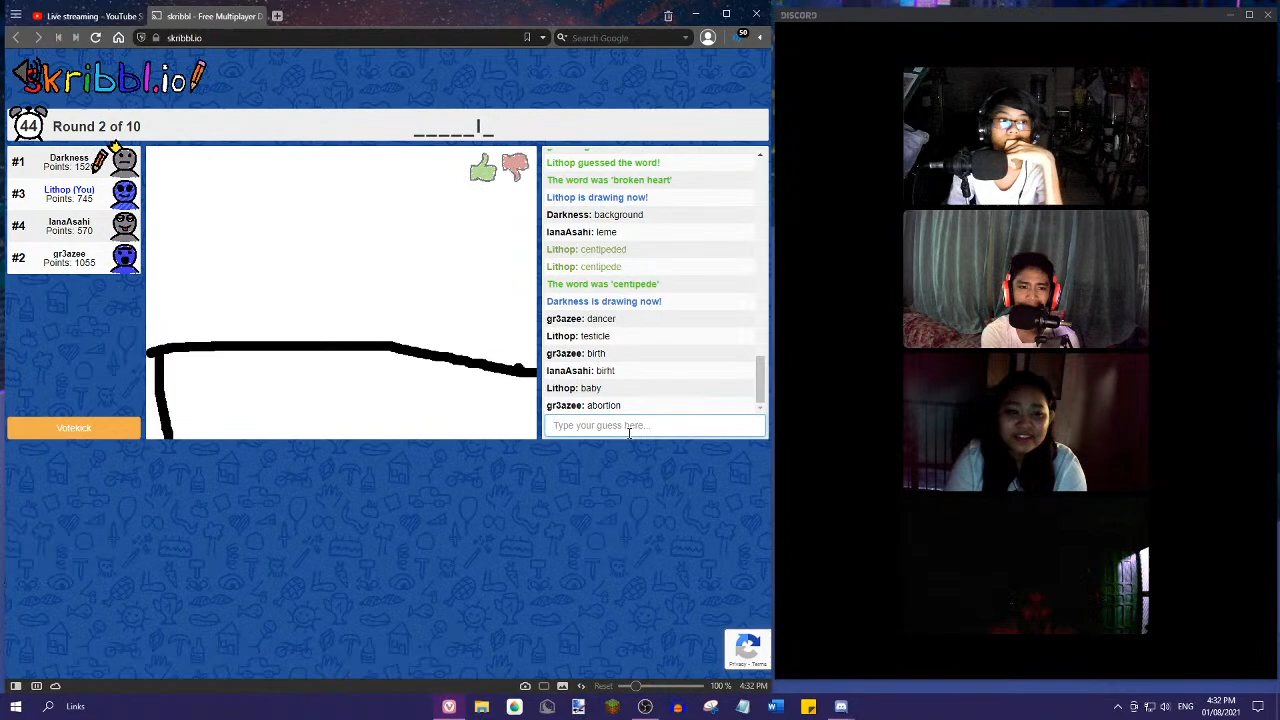 Live streaming - YouTube S
skribbl - Free Multiplayer D
skribbl.io
Search Google
50
skribbl.io
44
Round 2 of 10
_____l_
#1
Darkness
#3
Lithop (You)
Points: 745
#4
IanaAsahi
Points: 570
#2
gr3azee
Points: 1055
Votekick
Lithop guessed the word!
The word was 'broken heart'
Lithop is drawing now!
Darkness: background
IanaAsahi: leme
Lithop: centipeded
Lithop: centipede
The word was 'centipede'
Darkness is drawing now!
gr3azee: dancer
Lithop: testicle
gr3azee: birth
IanaAsahi: birht
Lithop: baby
gr3azee: abortion
Type your guess here...
Privacy - Terms
Reset
100 %
4:32 PM
DISCORD
Links
ENG
4:32 PM
01/08/2021